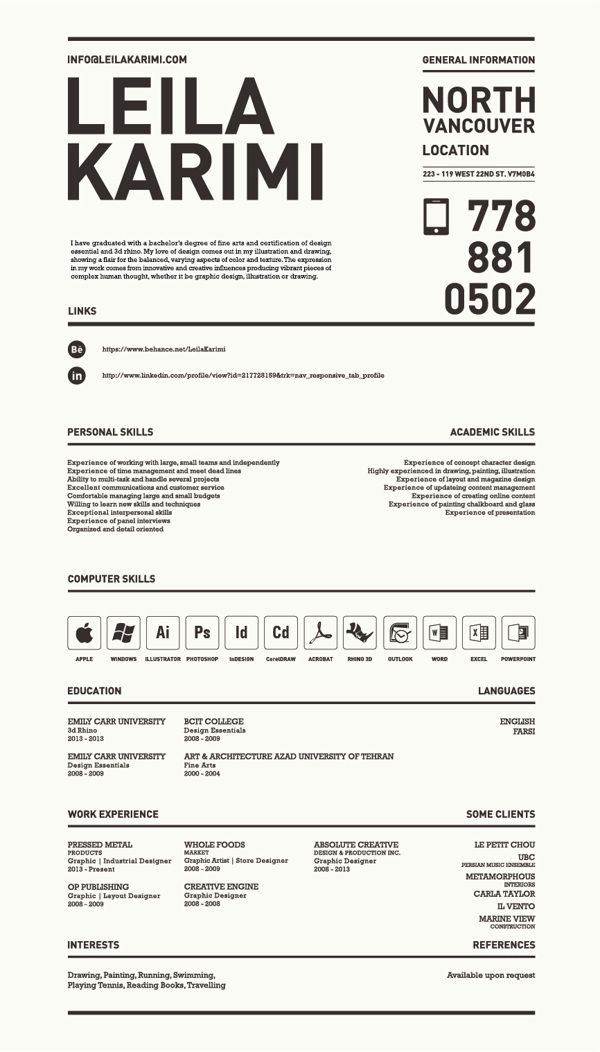 INFO@LEILAKARIMI.COM
LEILA
KARIMI
I have graduated with a bachelor's degree of fine arts and certification of design
essential and 3d rhino. My love of design comes out in my illustration and drawing,
showing a flair for the balanced, varying aspects of color and texture. The expression
in my work comes from innovative and creative influences producing vibrant pieces of
complex human thought, whether it be graphic design, illustration or drawing.
GENERAL INFORMATION
NORTH
VANCOUVER
LOCATION
223 - 119 WEST 22ND ST. V7M0B4
778
881
0502
LINKS
Bē
https://www.behance.net/LeilaKarimi
in
http://www.linkedin.com/profile/view?id=217728159&trk=nav_responsive_tab_profile
PERSONAL SKILLS
Experience of working with large, small teams and independently
Experience of time management and meet dead lines
Ability to multi-task and handle several projects
Excellent communications and customer service
Comfortable managing large and small budgets
Willing to learn new skills and techniques
Exceptional interpersonal skills
Experience of panel interviews
Organized and detail oriented
ACADEMIC SKILLS
Experience of concept character design
Highly experienced in drawing, painting, illustration
Experience of layout and magazine design
Experience of updateing content management
Experience of creating online content
Experience of painting chalkboard and glass
Experience of presentation
COMPUTER SKILLS
Ai
Ps
Id
Cd
W
X
P
APPLE
WINDOWS
ILLUSTRATOR
PHOTOSHOP
InDESIGN
CorelDRAW
ACROBAT
RHINO 3D
OUTLOOK
WORD
EXCEL
POWERPOINT
EDUCATION
EMILY CARR UNIVERSITY
3d Rhino
2013 - 2013
BCIT COLLEGE
Design Essentials
2008 - 2009
EMILY CARR UNIVERSITY
Design Essentials
2008 - 2009
ART & ARCHITECTURE AZAD UNIVERSITY OF TEHRAN
Fine Arts
2000 - 2004
LANGUAGES
ENGLISH
FARSI
WORK EXPERIENCE
PRESSED METAL
PRODUCTS
Graphic | Industrial Designer
2013 - Present
WHOLE FOODS
MARKET
Graphic Artist | Store Designer
2008 - 2009
ABSOLUTE CREATIVE
DESIGN & PRODUCTION INC.
Graphic Designer
2008 - 2013
OP PUBLISHING
Graphic | Layout Designer
2008 - 2009
CREATIVE ENGINE
Graphic Designer
2008 - 2008
SOME CLIENTS
LE PETIT CHOU
UBC
PERSIAN MUSIC ENSEMBLE
METAMORPHOUS
INTERIORS
CARLA TAYLOR
IL VENTO
MARINE VIEW
CONSTRUCTION
INTERESTS
Drawing, Painting, Running, Swimming,
Playing Tennis, Reading Books, Travelling
REFERENCES
Available upon request